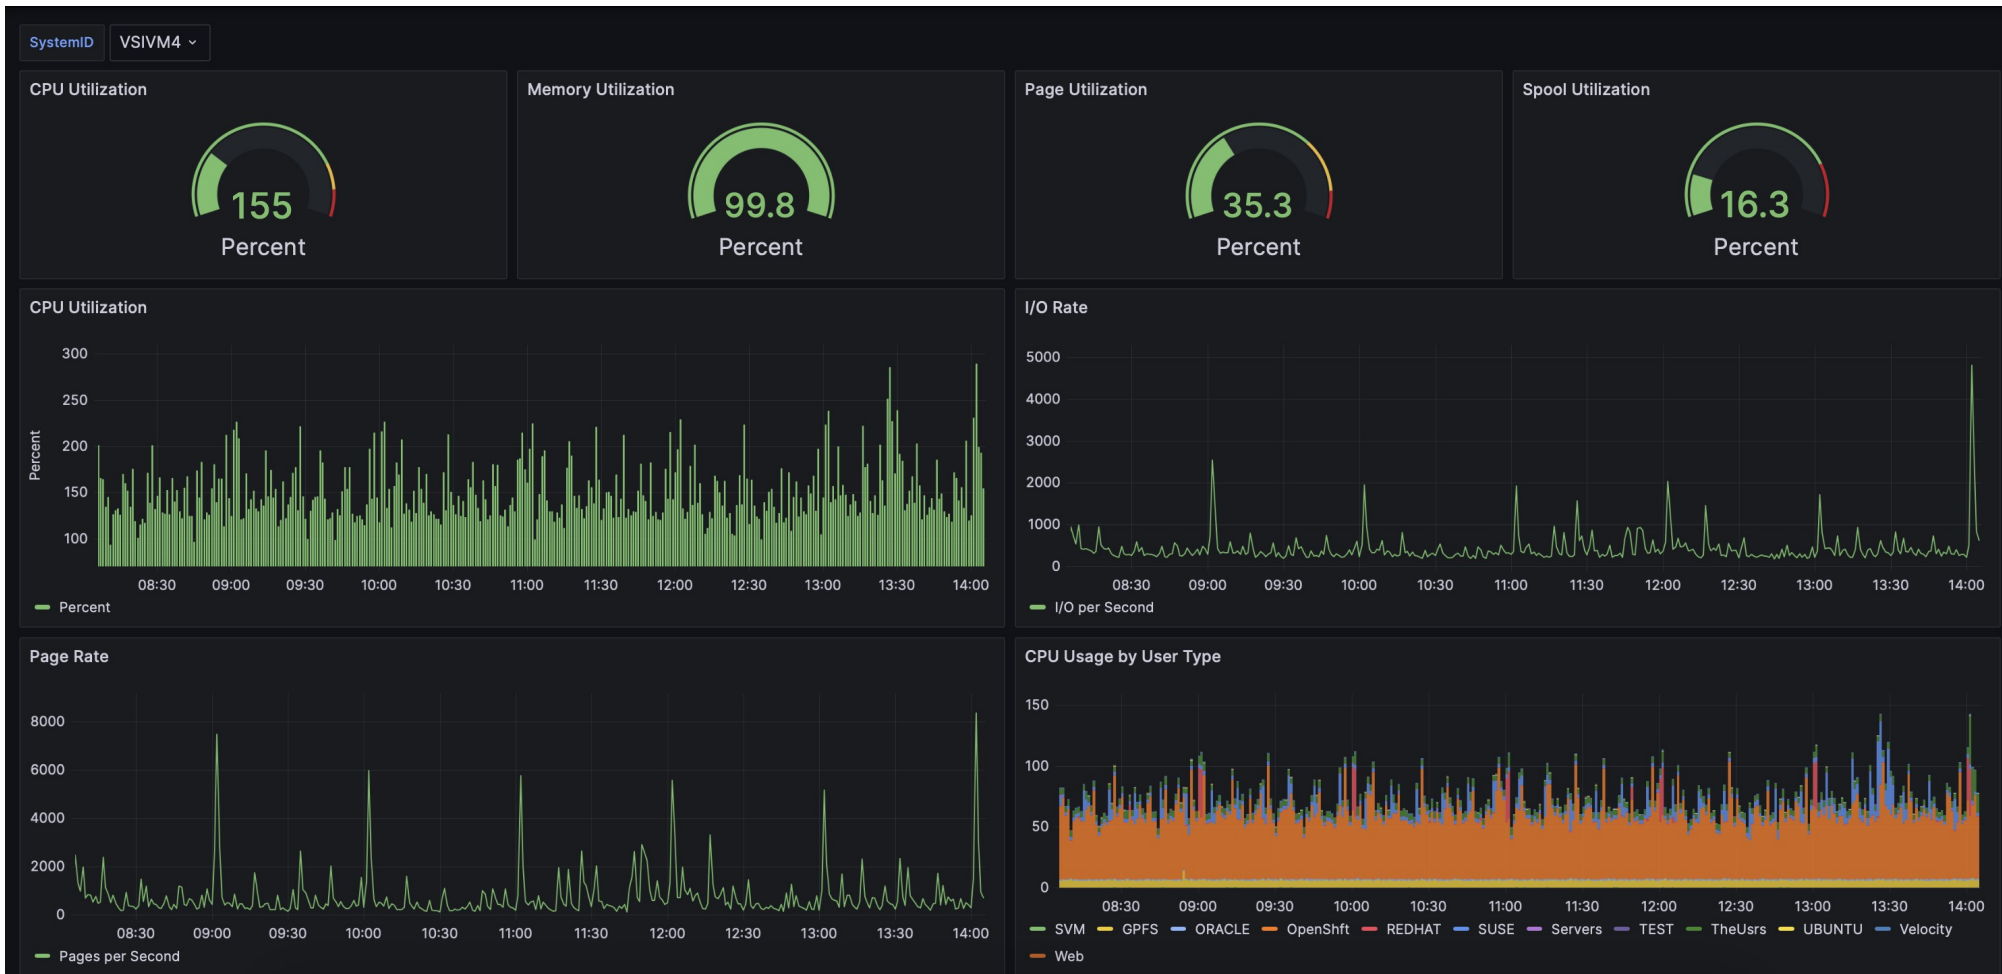 SystemID VSIVM4
CPU Utilization
155
Percent
Memory Utilization
99.8
Percent
Page Utilization
35.3
Percent
Spool Utilization
16.3
Percent
CPU Utilization
Percent
300
250
200
150
100
08:30 09:00 09:30 10:00 10:30 11:00 11:30 12:00 12:30 13:00 13:30 14:00
Percent
I/O Rate
5000
4000
3000
2000
1000
0
08:30 09:00 09:30 10:00 10:30 11:00 11:30 12:00 12:30 13:00 13:30 14:00
I/O per Second
Page Rate
8000
6000
4000
2000
0
08:30 09:00 09:30 10:00 10:30 11:00 11:30 12:00 12:30 13:00 13:30 14:00
Pages per Second
CPU Usage by User Type
150
100
50
0
08:30 09:00 09:30 10:00 10:30 11:00 11:30 12:00 12:30 13:00 13:30 14:00
SVM GPFS ORACLE OpenShft REDHAT SUSE Servers TEST TheUsrs UBUNTU Velocity
Web